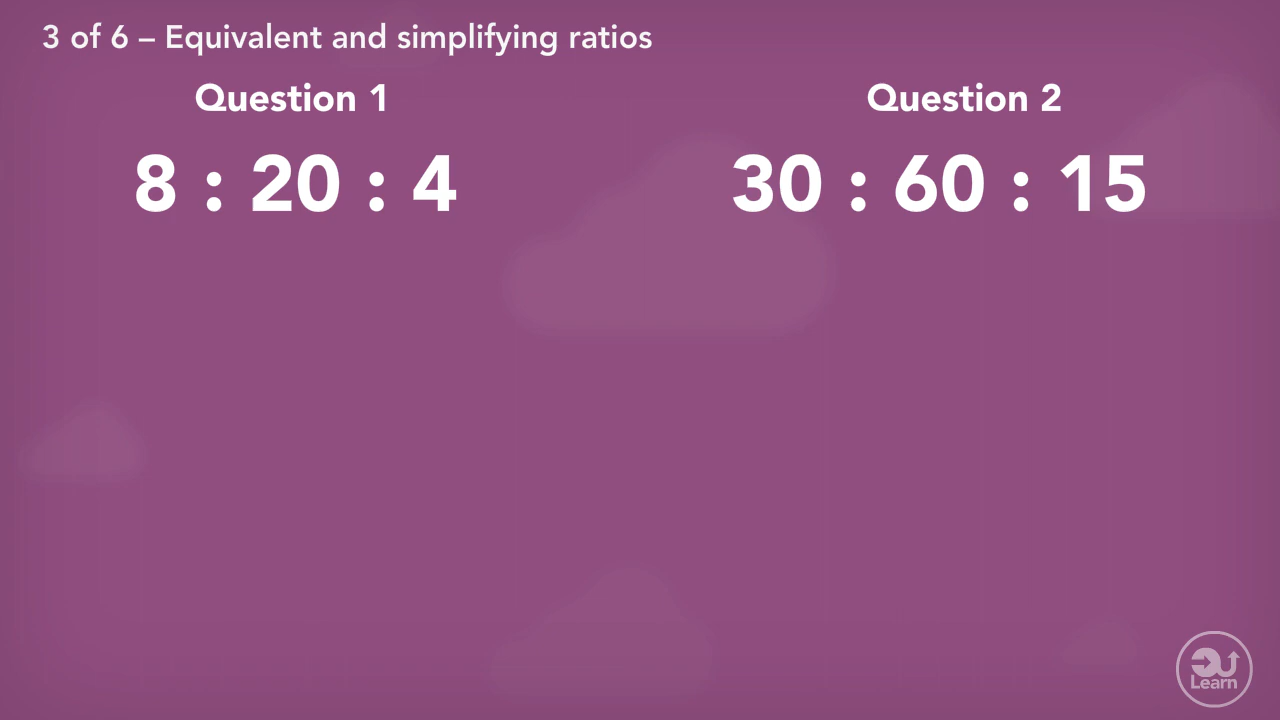 3 of 6 – Equivalent and simplifying ratios
Question 1
8 : 20 : 4
Question 2
30 : 60 : 15
Learn